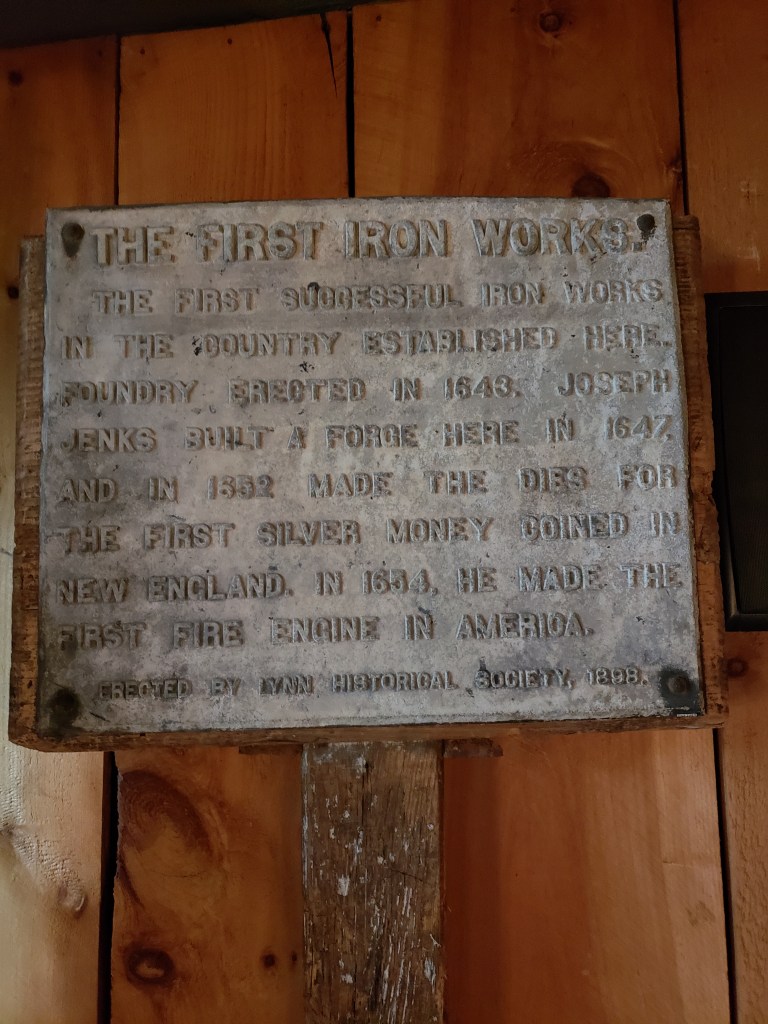 THE FIRST IRON WORKS.
THE FIRST SUCCESSFUL IRON WORKS
IN THE COUNTRY ESTABLISHED HERE.
FOUNDRY ERECTED IN 1643. JOSEPH
JENKS BUILT A FORGE HERE IN 1647,
AND IN 1652 MADE THE DIES FOR
THE FIRST SILVER MONEY COINED IN
NEW ENGLAND. IN 1654, HE MADE THE
FIRST FIRE ENGINE IN AMERICA.
ERECTED BY LYNN HISTORICAL SOCIETY, 1898.